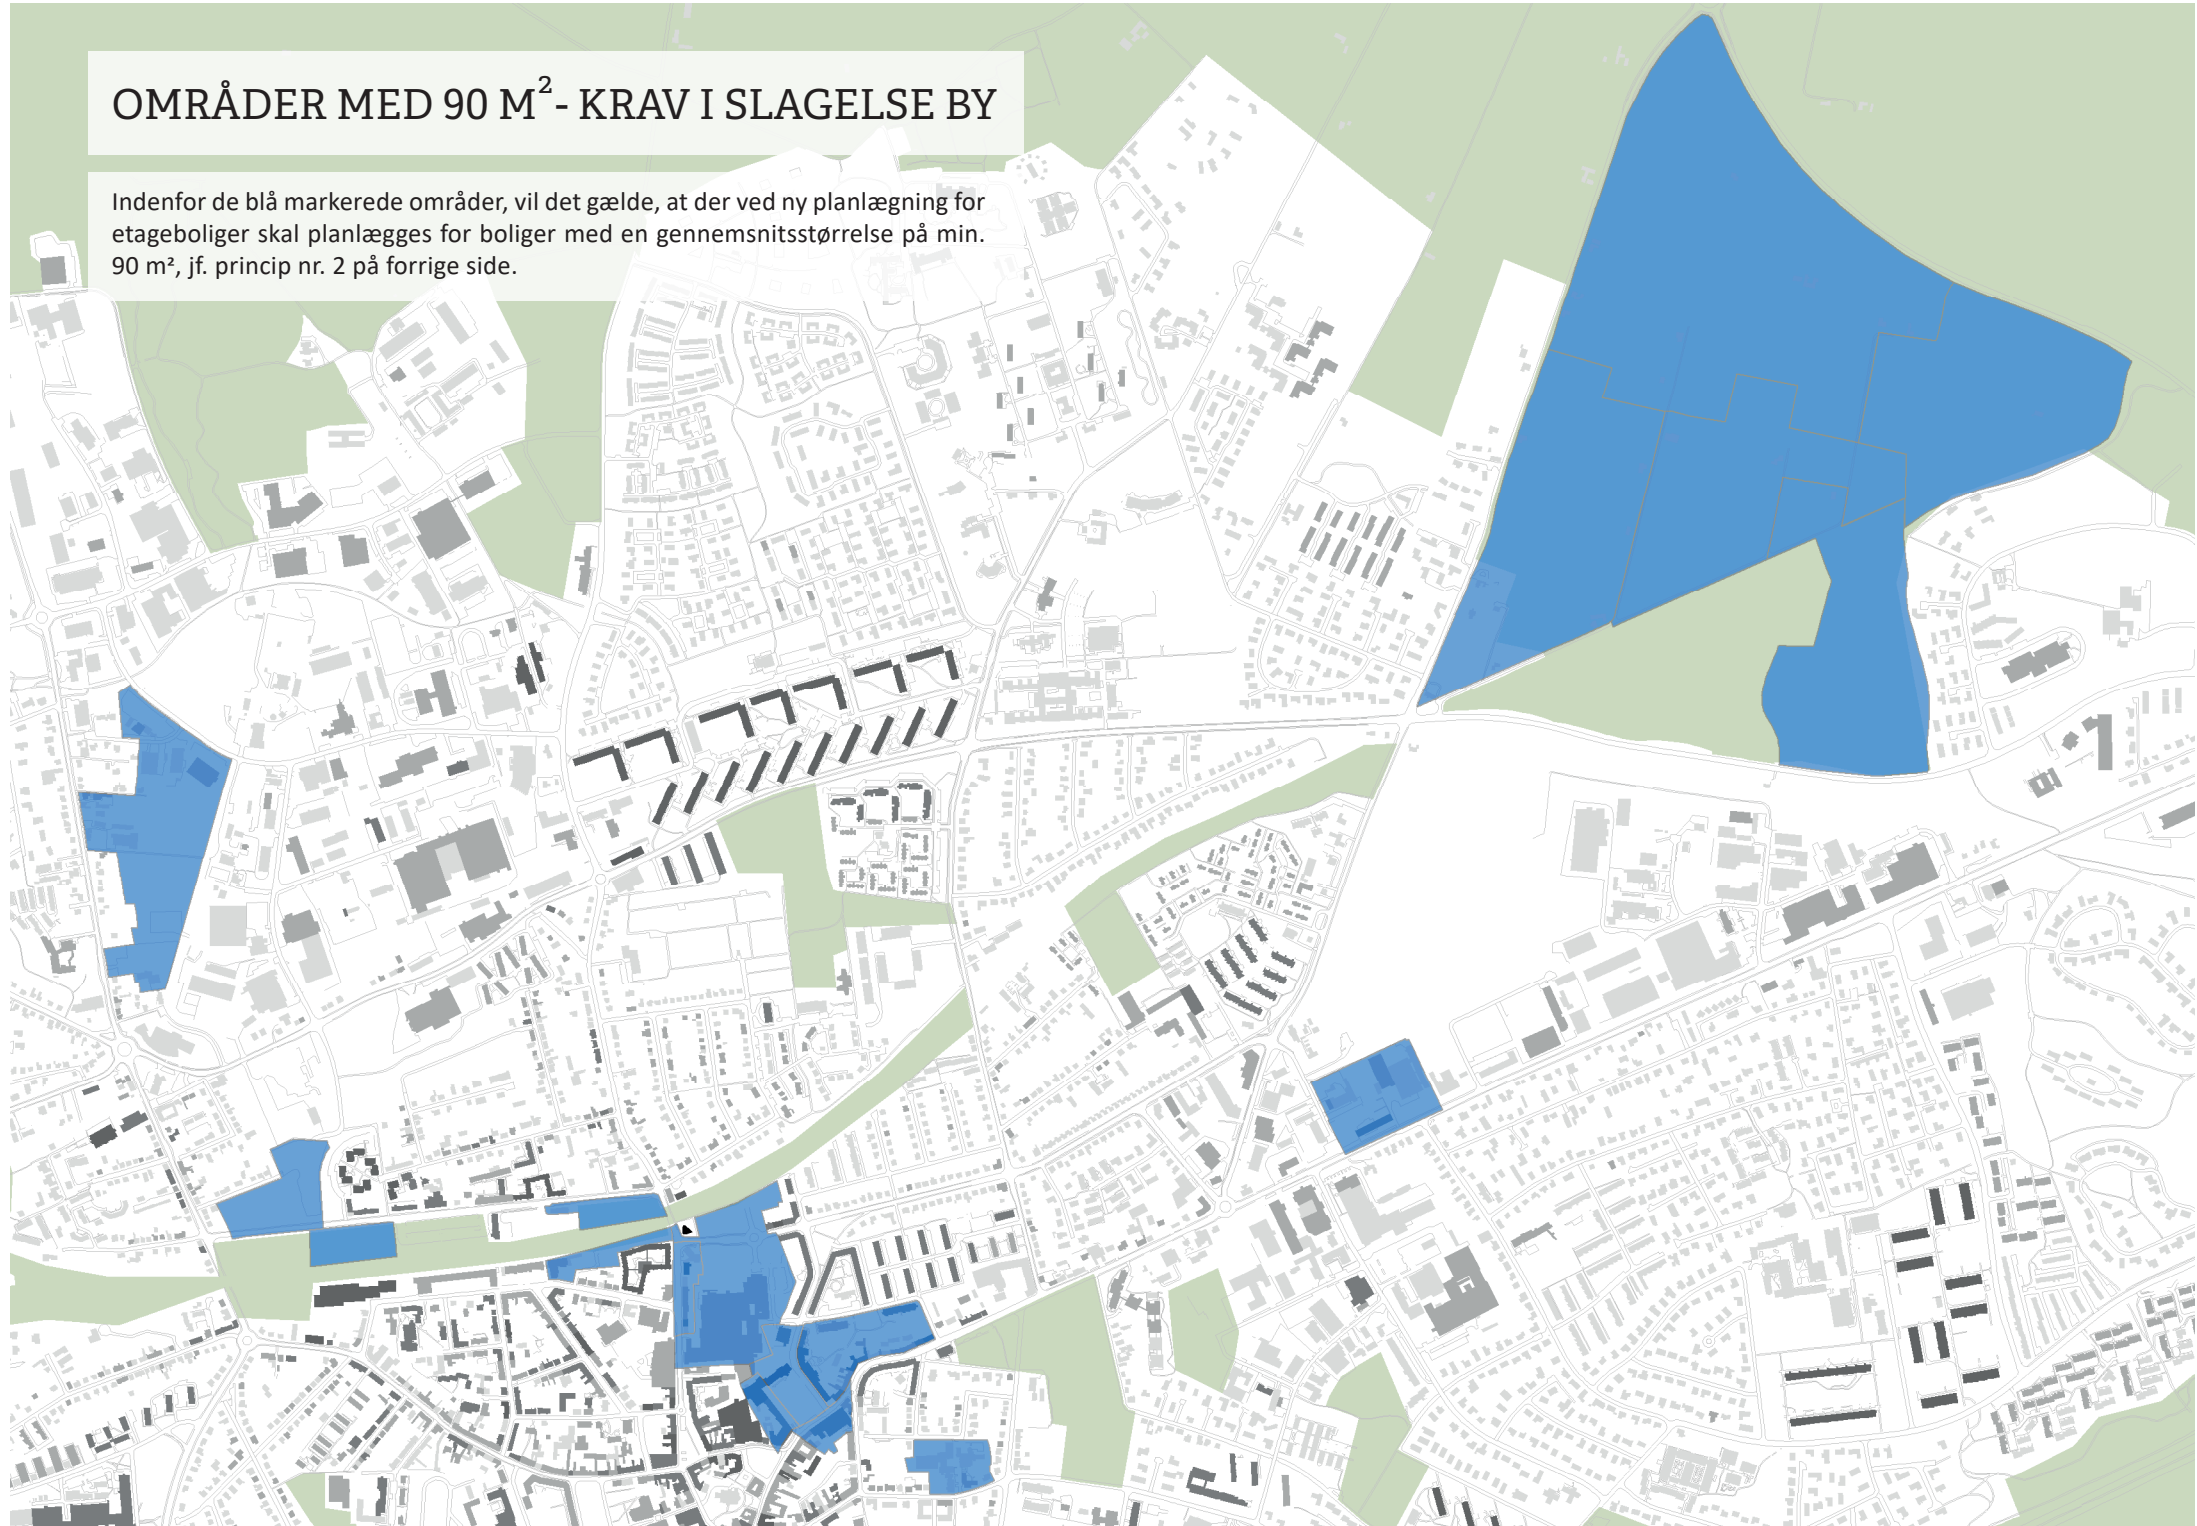 OMRÅDER MED 90 M²- KRAV I SLAGELSE BY
Indenfor de blå markerede områder, vil det gælde, at der ved ny planlægning for
etageboliger skal planlægges for boliger med en gennemsnitsstørrelse på min.
90 m², jf. princip nr. 2 på forrige side.